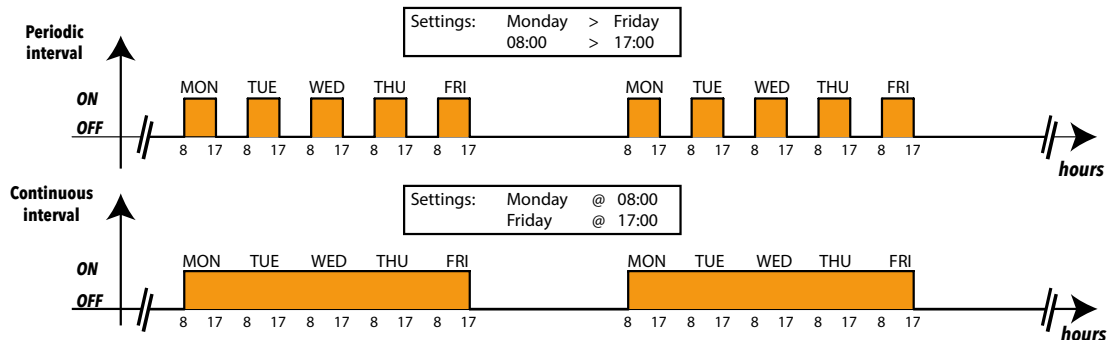 Settings: Monday > Friday
08:00 > 17:00
Periodic
interval
MON TUE WED THU FRI MON TUE WED THU FRI
ON
OFF
8 17 8 17 8 17 8 17 8 17 8 17 8 17 8 17 8 17 8 17
hours
Settings: Monday @ 08:00
Friday @ 17:00
Continuous
interval
MON TUE WED THU FRI MON TUE WED THU FRI
ON
OFF
8 17 8 17 8 17 8 17 8 17 8 17 8 17 8 17 8 17 8 17
hours